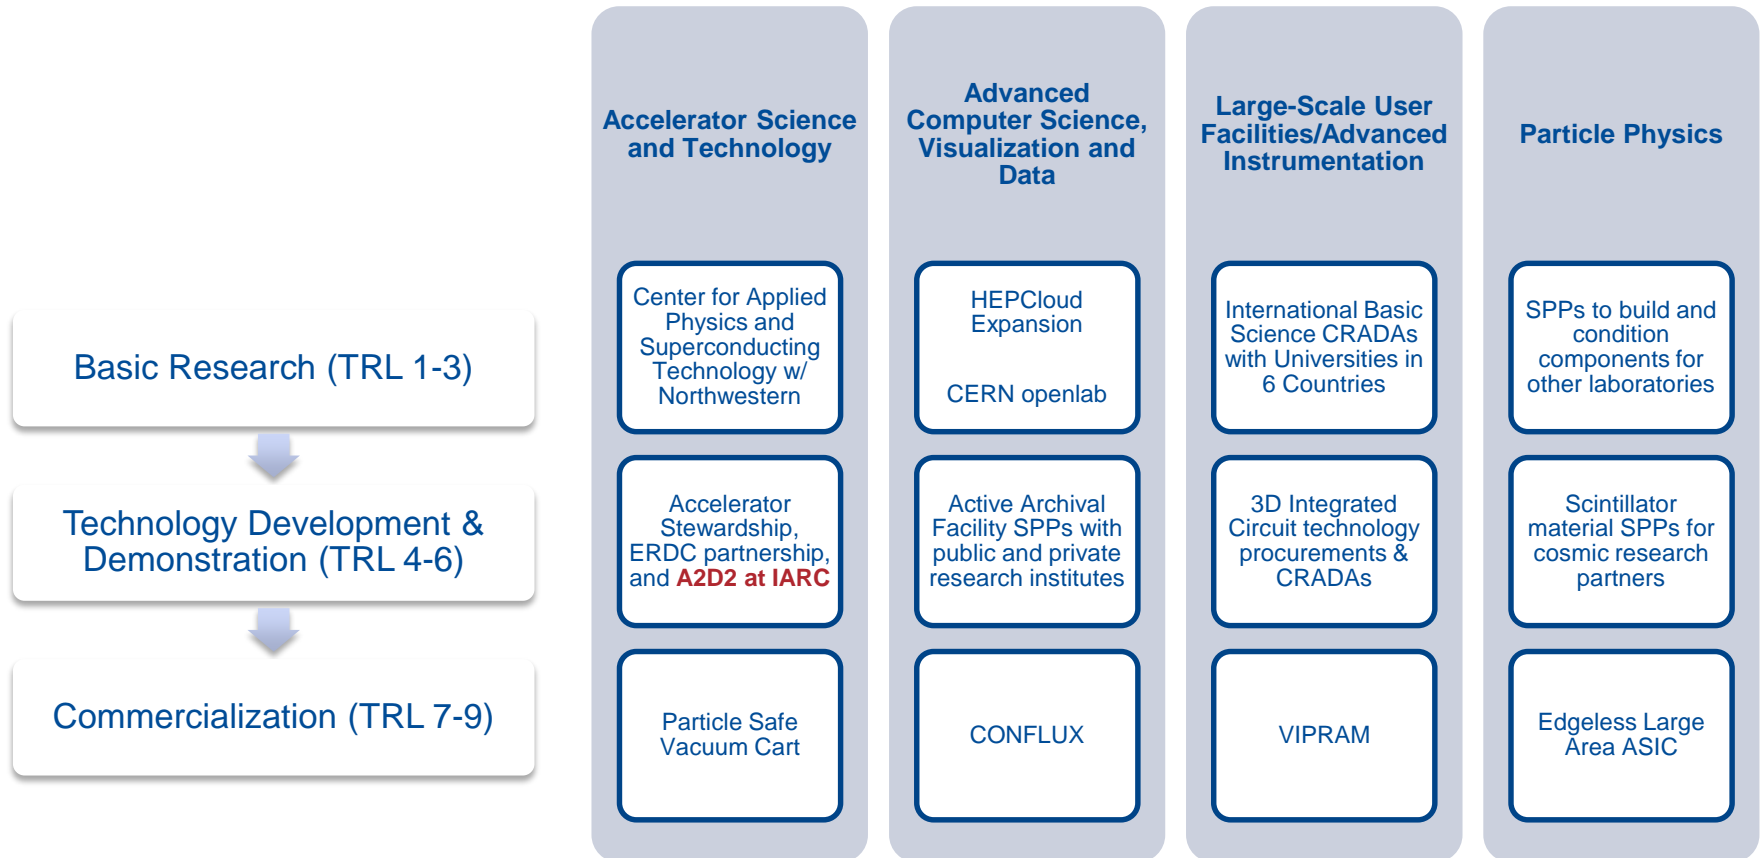 Accelerator Science
and Technology
Advanced
Computer Science,
Visualization and
Data
Large-Scale User
Facilities/Advanced
Instrumentation
Particle Physics
Basic Research (TRL 1-3)
Center for Applied
Physics and
Superconducting
Technology w/
Northwestern
HEPCloud
Expansion
CERN openlab
International Basic
Science CRADAs
with Universities in
6 Countries
SPPs to build and
condition
components for
other laboratories
Technology Development &
Demonstration (TRL 4-6)
Accelerator
Stewardship,
ERDC partnership,
and A2D2 at IARC
Active Archival
Facility SPPs with
public and private
research institutes
3D Integrated
Circuit technology
procurements &
CRADAs
Scintillator
material SPPs for
cosmic research
partners
Commercialization (TRL 7-9)
Particle Safe
Vacuum Cart
CONFLUX
VIPRAM
Edgeless Large
Area ASIC